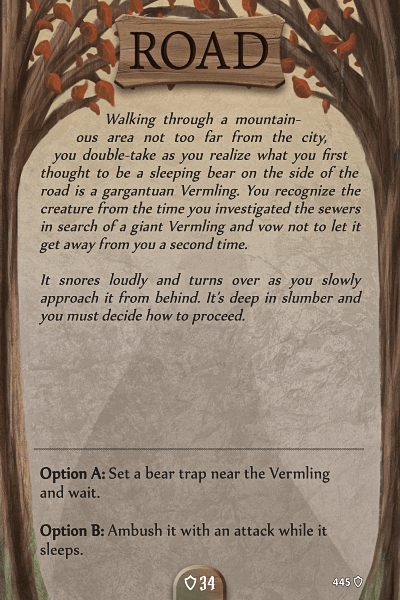 ROAD
Walking through a mountain-
ous area not too far from the city,
you double-take as you realize what you first
thought to be a sleeping bear on the side of the
road is a gargantuan Vermling. You recognize the
creature from the time you investigated the sewers
in search of a giant Vermling and vow not to let it
get away from you a second time.
It snores loudly and turns over as you slowly
approach it from behind. It's deep in slumber and
you must decide how to proceed.
Option A: Set a bear trap near the Vermling
and wait.
Option B: Ambush it with an attack while it
sleeps.
34
445